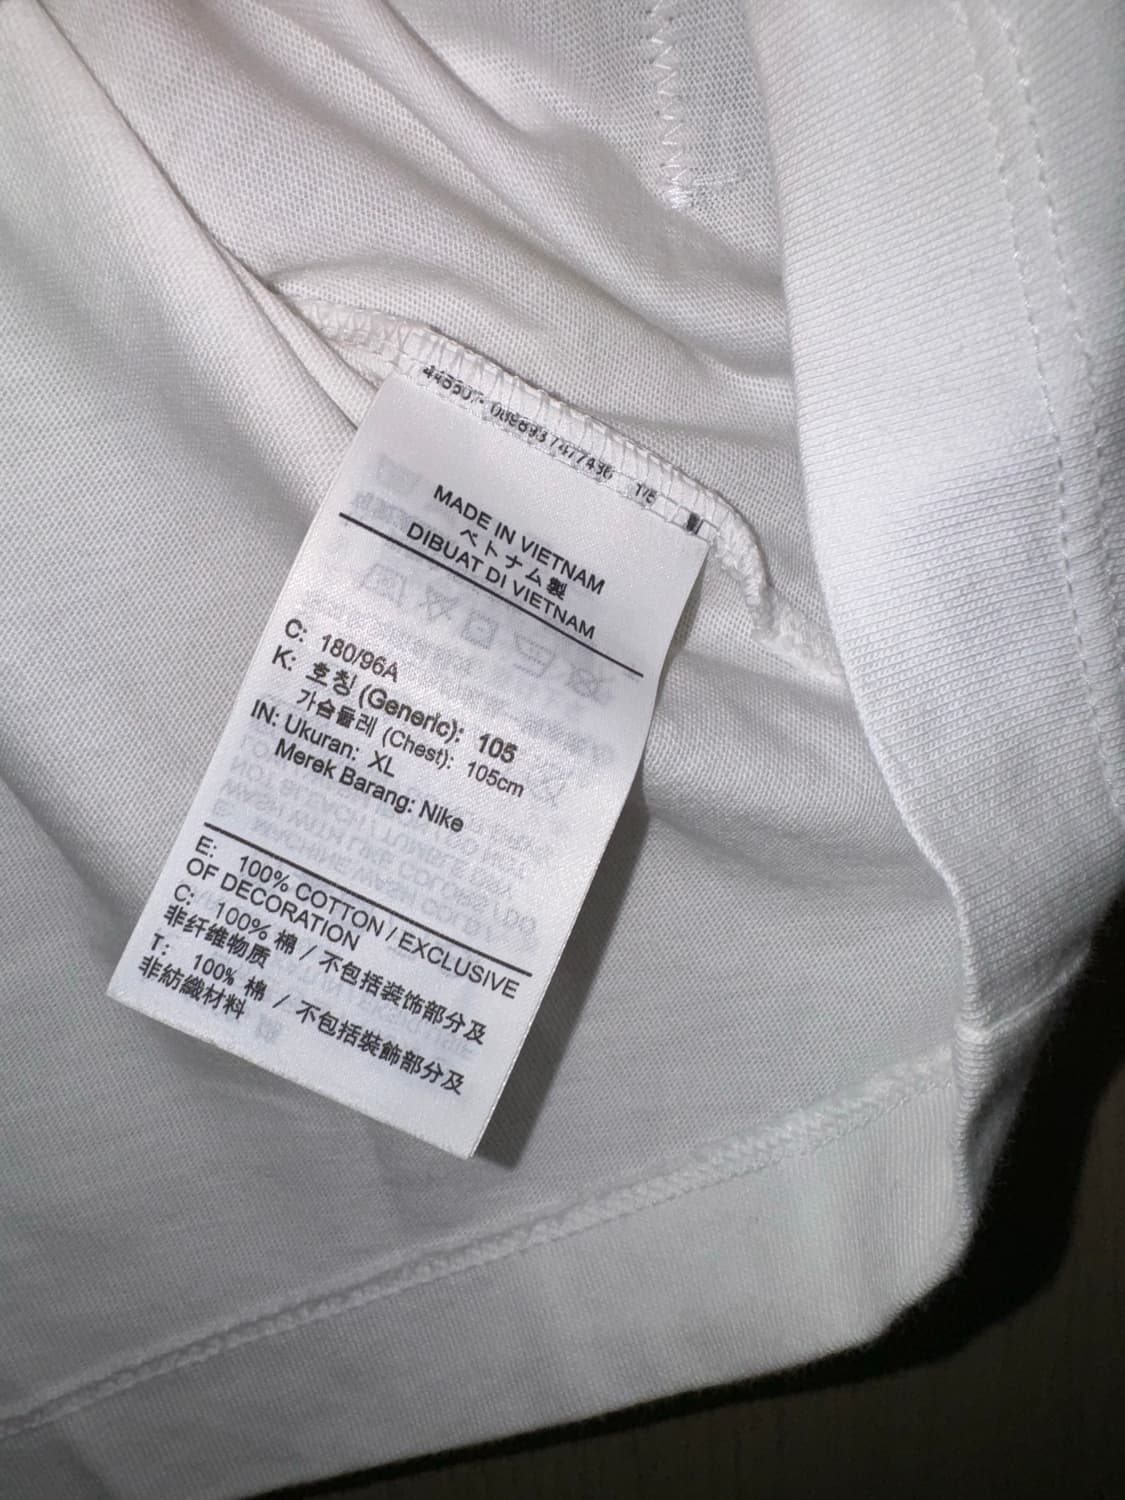 MADE IN VIETNAM
ベトナム製
DIBUAT DI VIETNAM
C: 180/96A
K: 호칭 (Generic): 105
가슴둘레 (Chest): 105cm
IN: Ukuran: XL
Merek Barang: Nike
E: 100% COTTON / EXCLUSIVE
OF DECORATION
C: 100% 棉 / 不包括装饰部分及
非纤维物质
T: 100% 棉 / 不包括裝飾部分及
非紡織材料